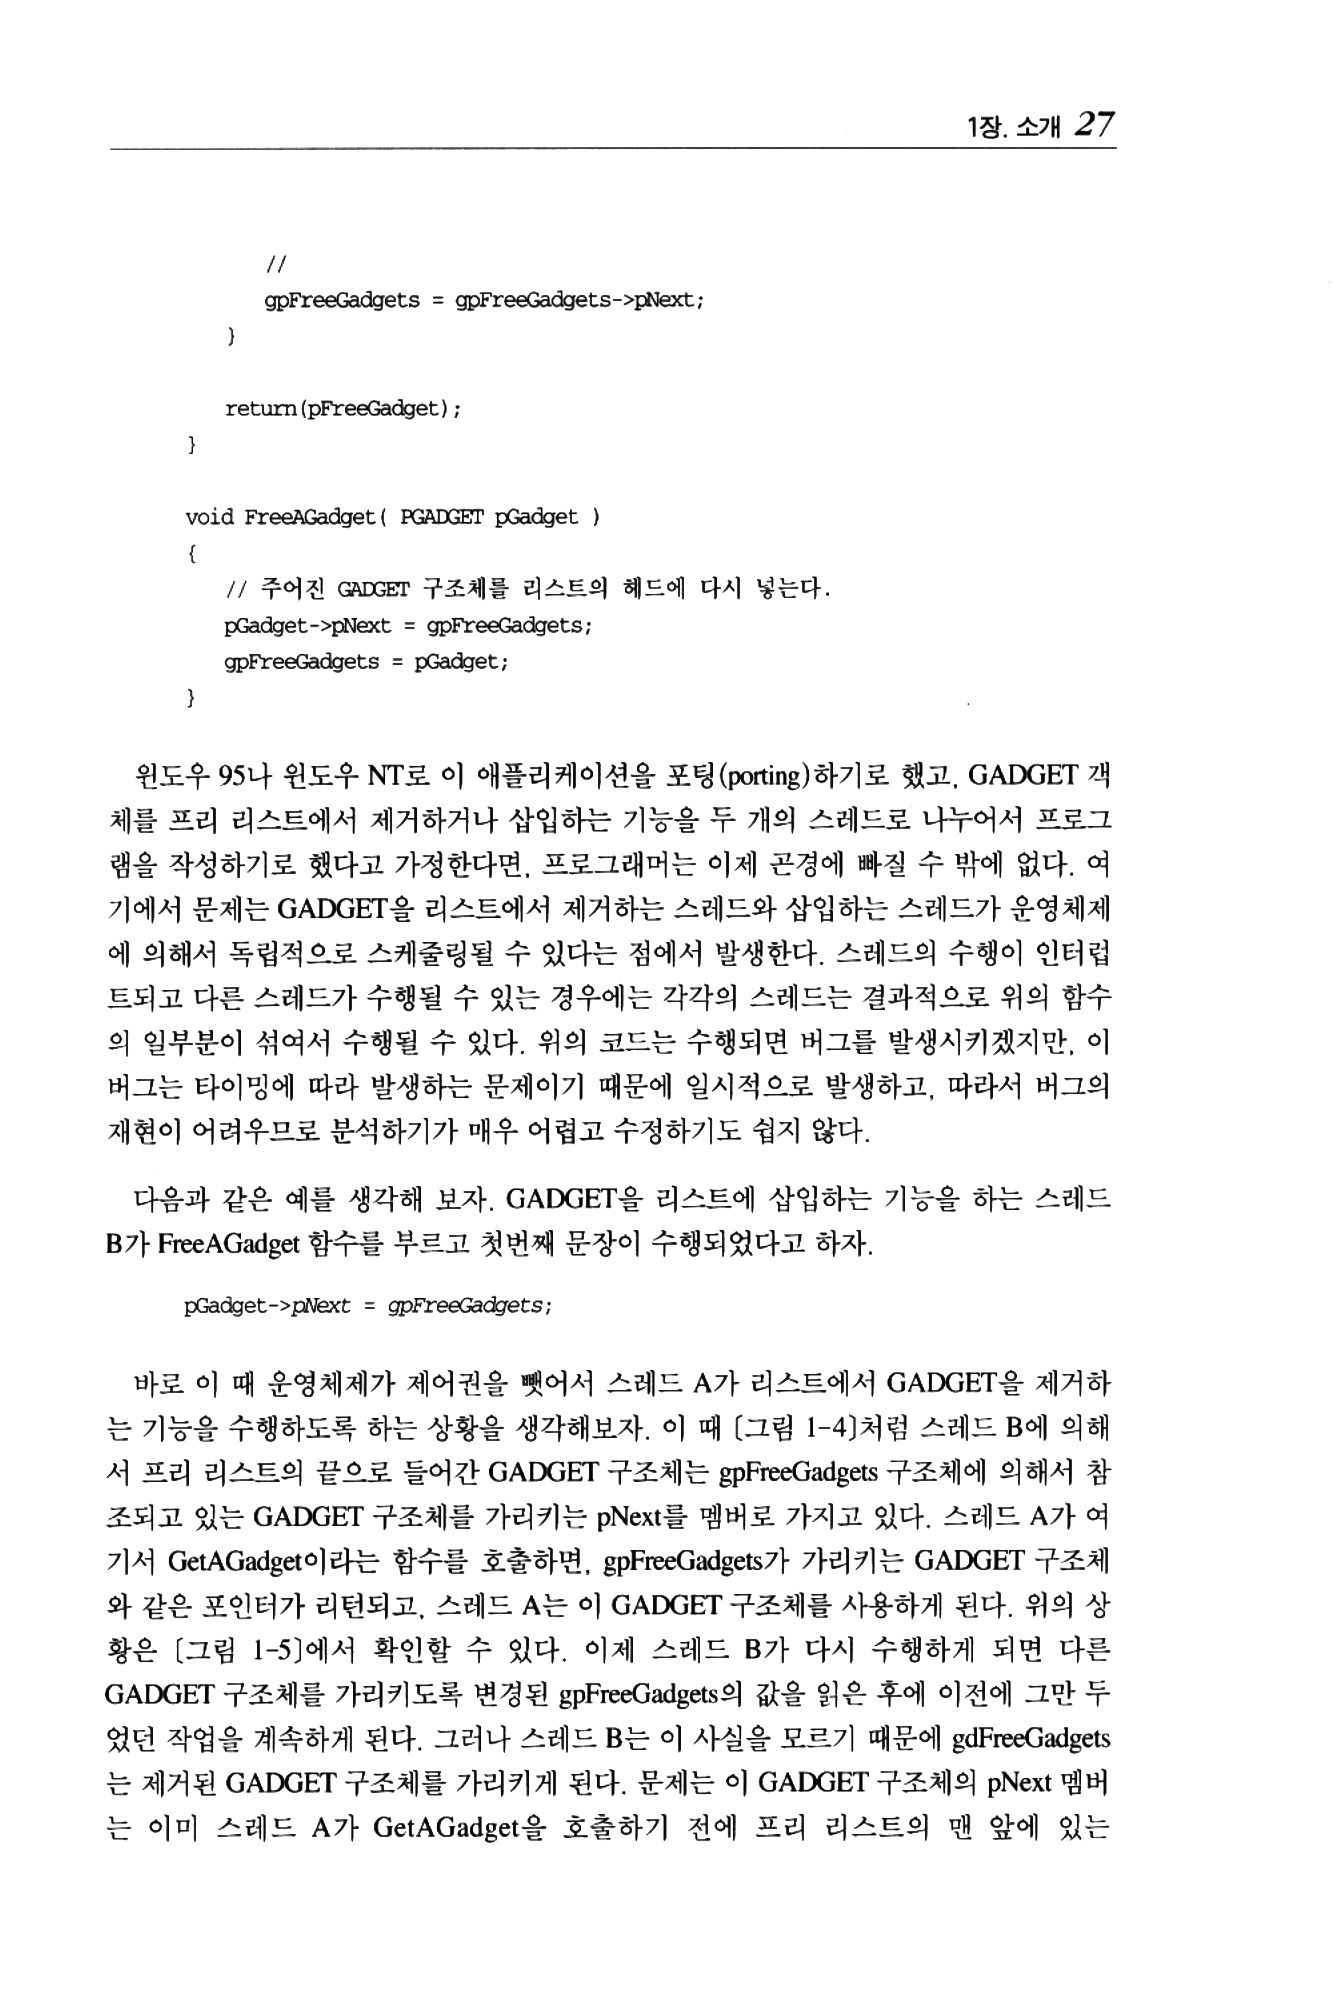 1장. 소개 27
//
gpFreeGadgets = gpFreeGadgets->pNext;
}
return(pFreeGadget);
}
void FreeAGadget( PGADGET pGadget )
{
// 주어진 GADGET 구조체를 리스트의 헤드에 다시 넣는다.
pGadget->pNext = gpFreeGadgets;
gpFreeGadgets = pGadget;
}
윈도우 95나 윈도우 NT로 이 애플리케이션을 포팅(porting)하기로 했고, GADGET 객
체를 프리 리스트에서 제거하거나 삽입하는 기능을 두 개의 스레드로 나누어서 프로그
램을 작성하기로 했다고 가정한다면, 프로그래머는 이제 곤경에 빠질 수 밖에 없다. 여
기에서 문제는 GADGET을 리스트에서 제거하는 스레드와 삽입하는 스레드가 운영체제
에 의해서 독립적으로 스케줄링될 수 있다는 점에서 발생한다. 스레드의 수행이 인터럽
트되고 다른 스레드가 수행될 수 있는 경우에는 각각의 스레드는 결과적으로 위의 함수
의 일부분이 섞여서 수행될 수 있다. 위의 코드는 수행되면 버그를 발생시키겠지만, 이
버그는 타이밍에 따라 발생하는 문제이기 때문에 일시적으로 발생하고, 따라서 버그의
재현이 어려우므로 분석하기가 매우 어렵고 수정하기도 쉽지 않다.
다음과 같은 예를 생각해 보자. GADGET을 리스트에 삽입하는 기능을 하는 스레드
B가 FreeAGadget 함수를 부르고 첫번째 문장이 수행되었다고 하자.
pGadget->pNext = gpFreeGadgets;
바로 이 때 운영체제가 제어권을 뺏어서 스레드 A가 리스트에서 GADGET을 제거하
는 기능을 수행하도록 하는 상황을 생각해보자. 이 때 [그림 1-4]처럼 스레드 B에 의해
서 프리 리스트의 끝으로 들어간 GADGET 구조체는 gpFreeGadgets 구조체에 의해서 참
조되고 있는 GADGET 구조체를 가리키는 pNext를 멤버로 가지고 있다. 스레드 A가 여
기서 GetAGadget이라는 함수를 호출하면, gpFreeGadgets가 가리키는 GADGET 구조체
와 같은 포인터가 리턴되고, 스레드 A는 이 GADGET 구조체를 사용하게 된다. 위의 상
황은 [그림 1-5]에서 확인할 수 있다. 이제 스레드 B가 다시 수행하게 되면 다른
GADGET 구조체를 가리키도록 변경된 gpFreeGadgets의 값을 읽은 후에 이전에 그만 두
었던 작업을 계속하게 된다. 그러나 스레드 B는 이 사실을 모르기 때문에 gdFreeGadgets
는 제거된 GADGET 구조체를 가리키게 된다. 문제는 이 GADGET 구조체의 pNext 멤버
는 이미 스레드 A가 GetAGadget을 호출하기 전에 프리 리스트의 맨 앞에 있는